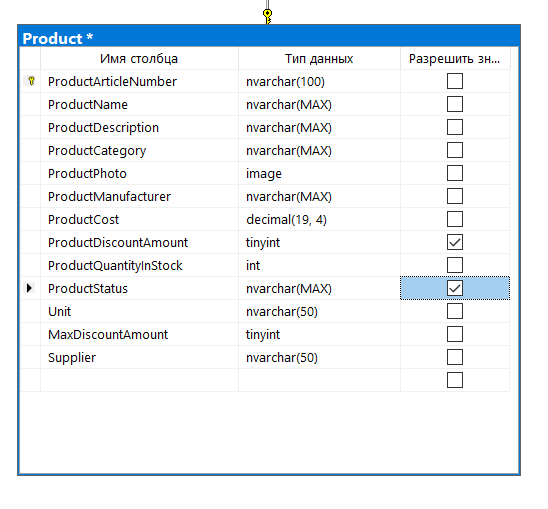 Product *
Имя столбца Тип данных Разрешить зн...
ProductArticleNumber nvarchar(100)
ProductName nvarchar(MAX)
ProductDescription nvarchar(MAX)
ProductCategory nvarchar(MAX)
ProductPhoto image
ProductManufacturer nvarchar(MAX)
ProductCost decimal(19, 4)
ProductDiscountAmount tinyint
ProductQuantityInStock int
ProductStatus nvarchar(MAX)
Unit nvarchar(50)
MaxDiscountAmount tinyint
Supplier nvarchar(50)